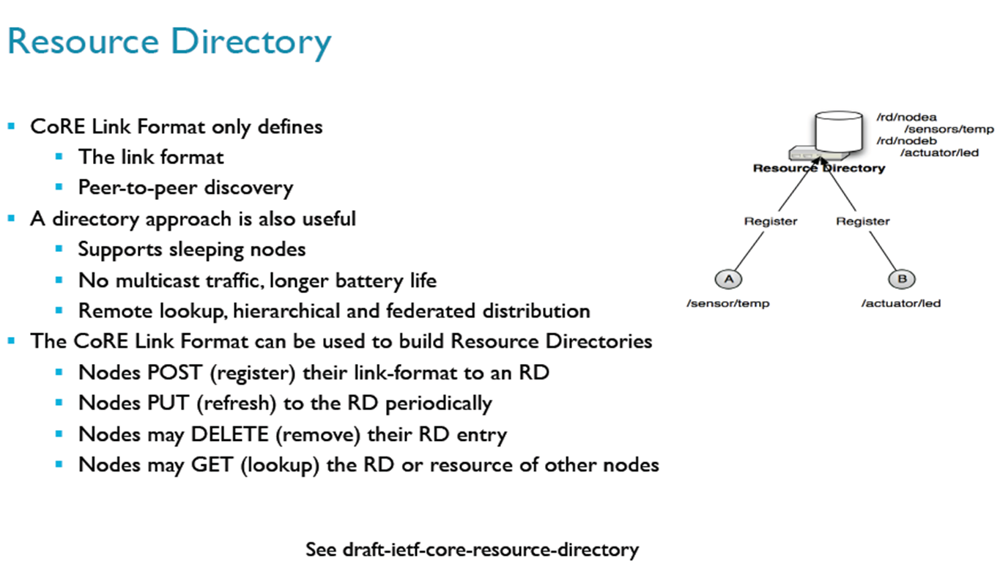 Resource Directory
CoRE Link Format only defines
The link format
Peer-to-peer discovery
A directory approach is also useful
Supports sleeping nodes
No multicast traffic, longer battery life
Remote lookup, hierarchical and federated distribution
The CoRE Link Format can be used to build Resource Directories
Nodes POST (register) their link-format to an RD
Nodes PUT (refresh) to the RD periodically
Nodes may DELETE (remove) their RD entry
Nodes may GET (lookup) the RD or resource of other nodes
/rd/nodea
/sensors/temp
/rd/nodeb
/actuator/led
Resource Directory
Register
Register
A
B
/sensor/temp
/actuator/led
See draft-ietf-core-resource-directory